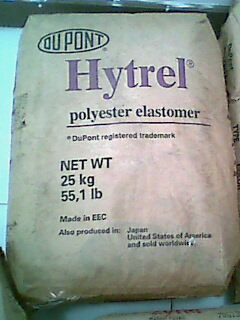 DUPONT
Hytrel®
polyester elastomer
® DuPont registered trademark
NET WT
25 kg
55,1 lb
Made in EEC
Also produced in: Japan
United States of America
and sold worldwide.